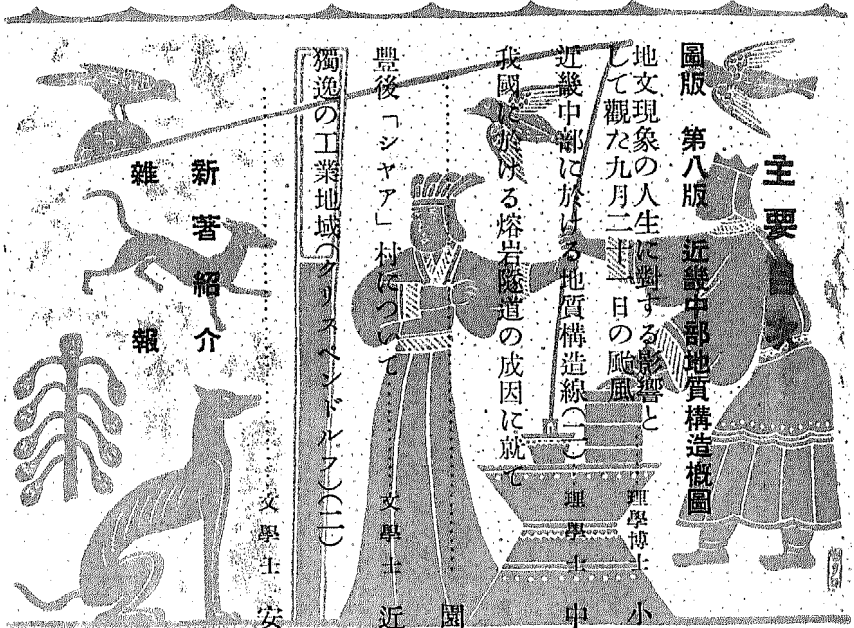 主要目次
圖版 第八版 近畿中部地質構造概圖
地文現象の人生に對する影響と
して觀た九月二十一日の颱風
理學博士 小
近畿中部に於ける地質構造線(一)
理學士 中
我國に於ける熔岩隧道の成因に就て
園
豐後「シヤア」村について
文學士 近
獨逸の工業地域(クリスペンドルフ)(二)
文學士 安
新著紹介
雜報